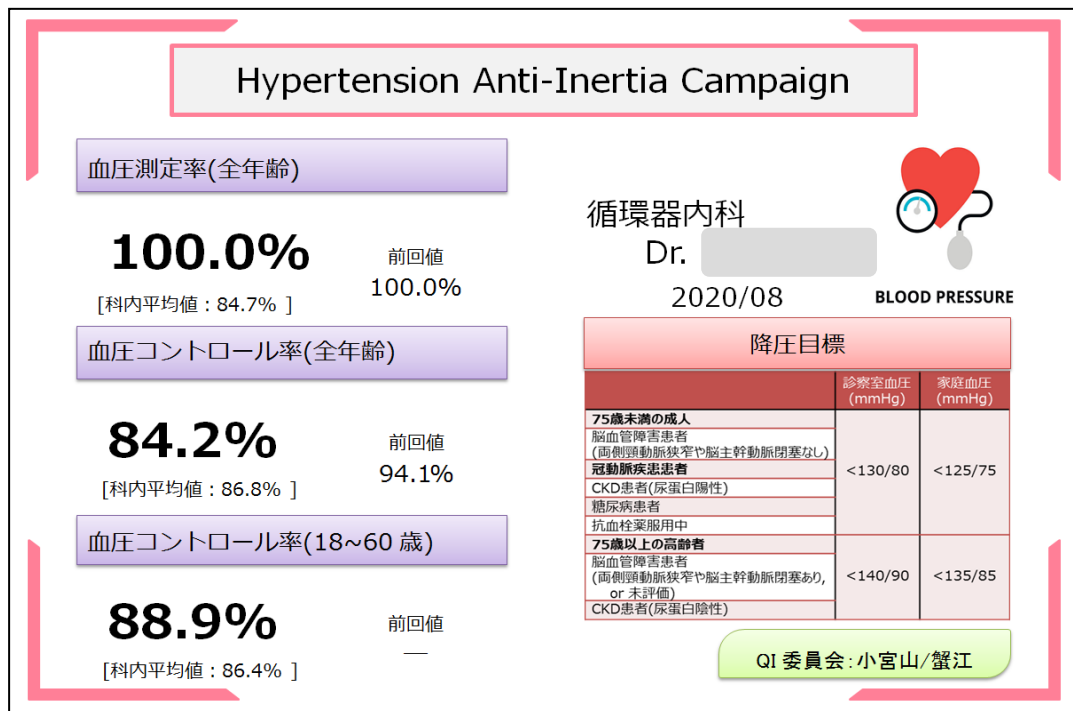 Hypertension Anti-Inertia Campaign
血圧測定率(全年齢)
100.0%
前回値
100.0%
[科内平均値：84.7% ]
血圧コントロール率(全年齢)
84.2%
前回値
94.1%
[科内平均値：86.8% ]
血圧コントロール率(18~60 歳)
88.9%
前回値
―
[科内平均値：86.4% ]
循環器内科
Dr.
2020/08
BLOOD PRESSURE
降圧目標
診察室血圧
(mmHg)
家庭血圧
(mmHg)
75歳未満の成人
脳血管障害患者
(両側頸動脈狭窄や脳主幹動脈閉塞なし)
冠動脈疾患患者
CKD患者(尿蛋白陽性)
糖尿病患者
抗血栓薬服用中
<130/80
<125/75
75歳以上の高齢者
脳血管障害患者
(両側頸動脈狭窄や脳主幹動脈閉塞あり,
or 未評価)
CKD患者(尿蛋白陰性)
<140/90
<135/85
QI 委員会：小宮山/蟹江